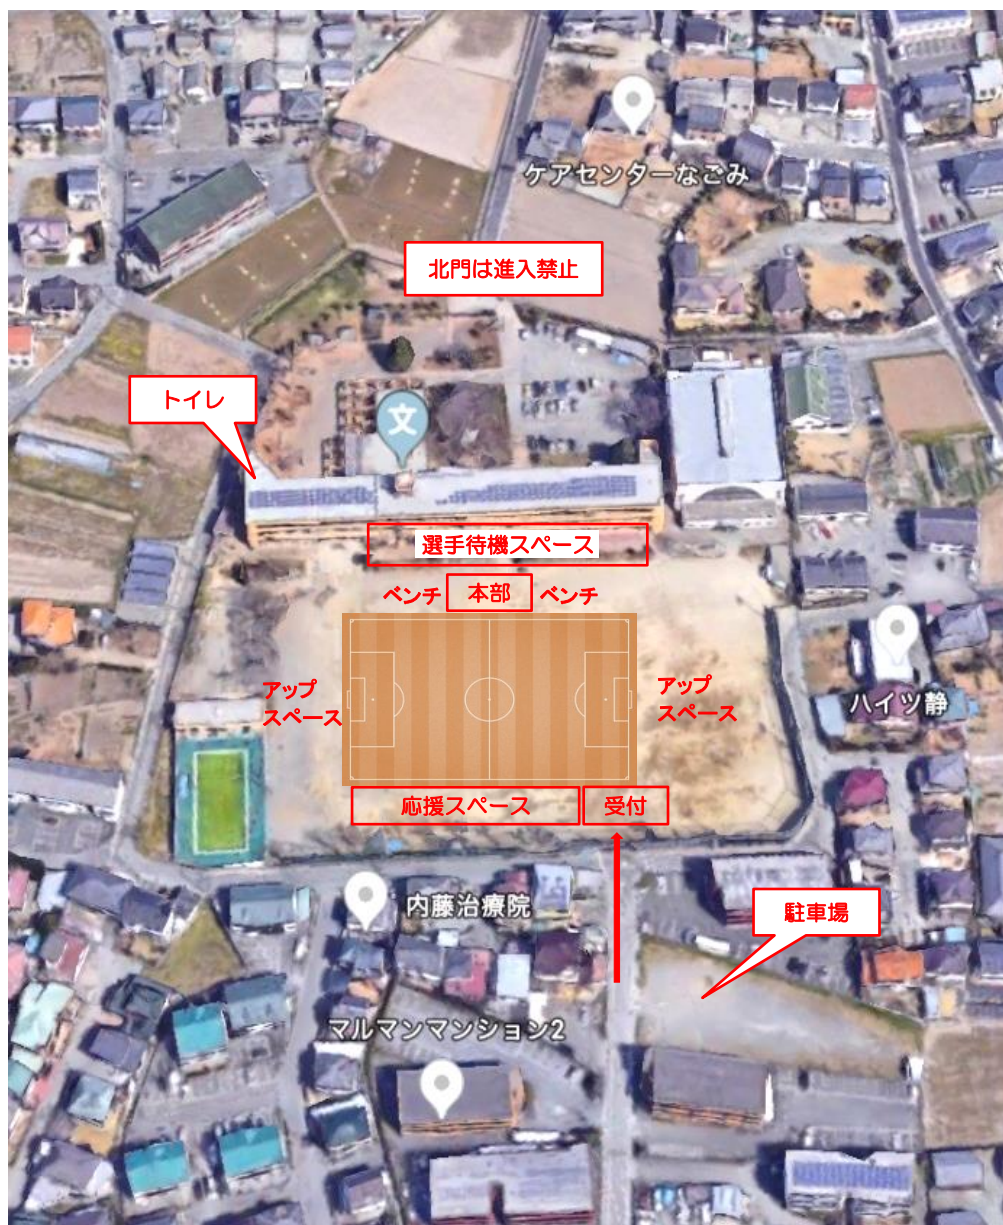 ケアセンターなごみ
北門は進入禁止
トイレ
文
選手待機スペース
ベンチ
本部
ベンチ
アップ
スペース
アップ
スペース
ハイツ静
応援スペース
受付
内藤治療院
駐車場
マルマンマンション2